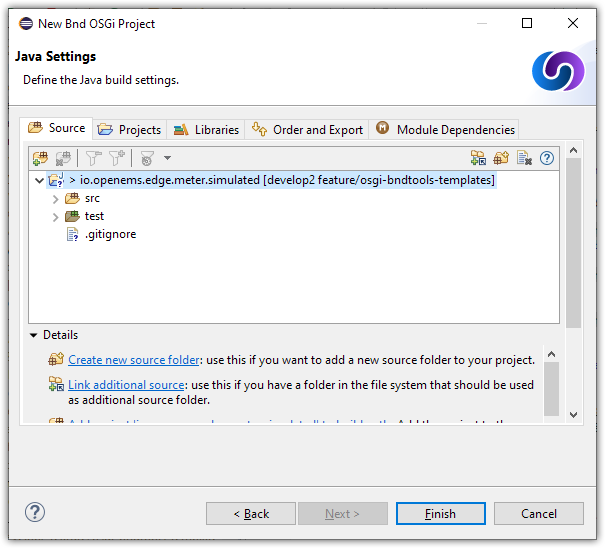 New Bnd OSGi Project
Java Settings
Define the Java build settings.
Source
Projects
Libraries
Order and Export
Module Dependencies
> io.openems.edge.meter.simulated [develop2 feature/osgi-bndtools-templates]
src
test
.gitignore
Details
Create new source folder: use this if you want to add a new source folder to your project.
Link additional source: use this if you have a folder in the file system that should be used
as additional source folder.
< Back
Next >
Finish
Cancel